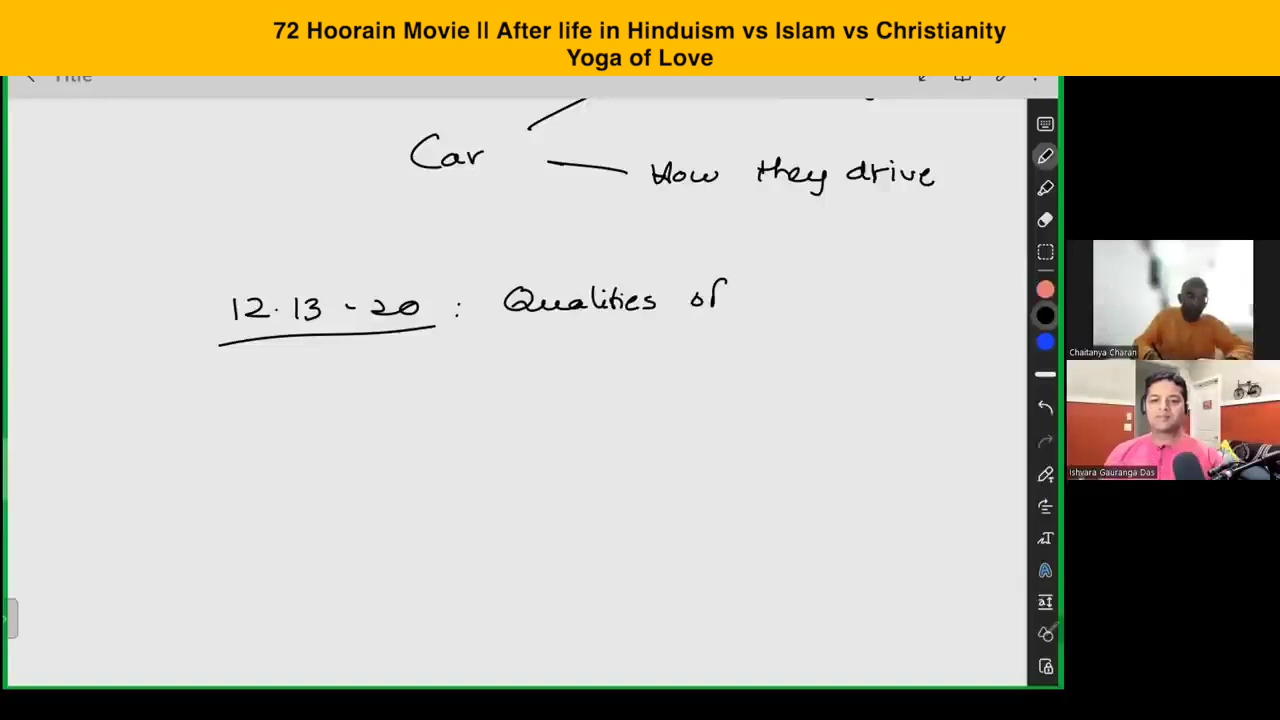 72 Hoorain Movie || After life in Hinduism vs Islam vs Christianity
Yoga of Love
Title
Car
How they drive
12.13 - 20 : Qualities of
Chaitanya Charan
Ishvara Gauranga Das